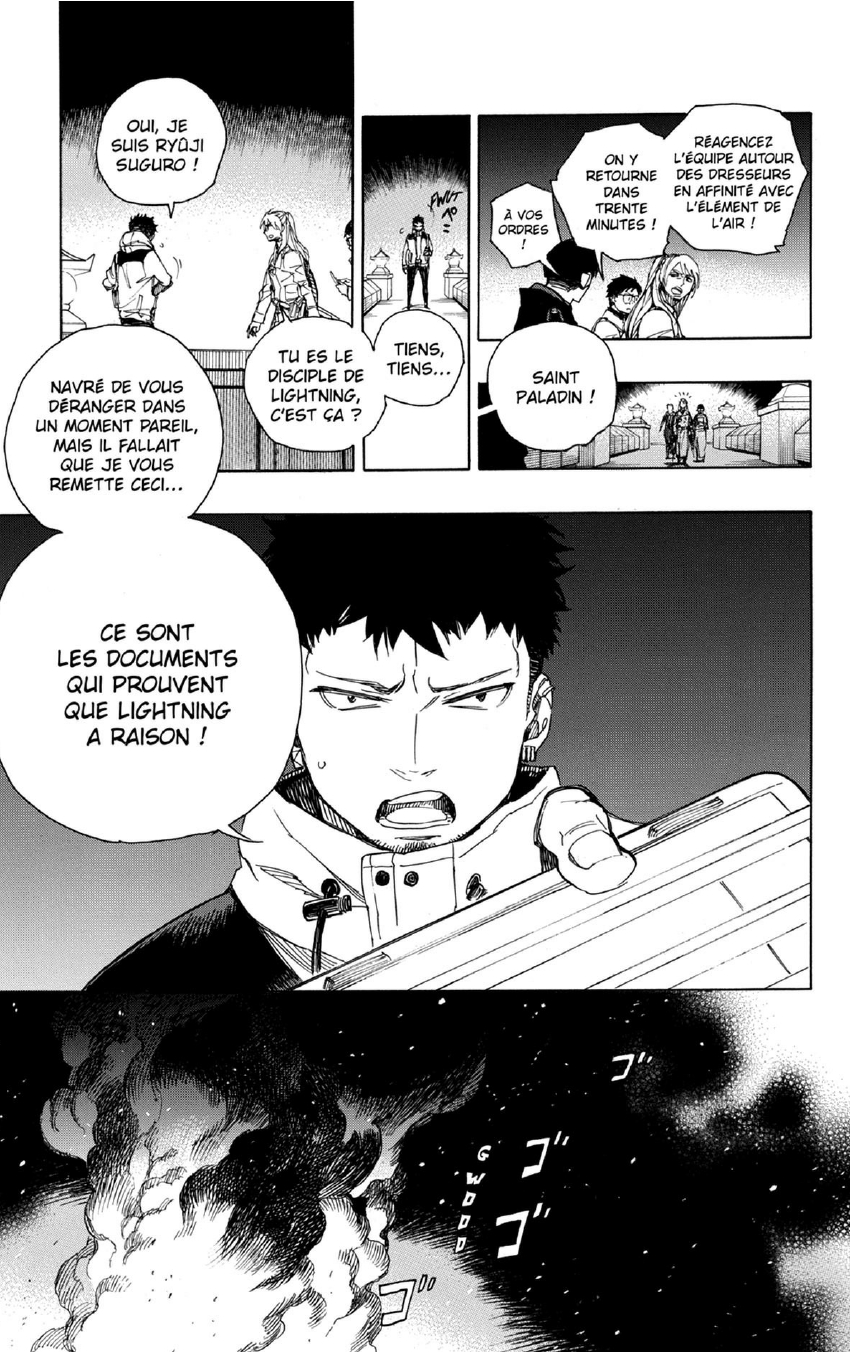 RÉAGENCEZ
L'ÉQUIPE AUTOUR
DES DRESSEURS
EN AFFINITÉ AVEC
L'ÉLÉMENT DE
L'AIR !
ON Y
RETOURNE
DANS
TRENTE
MINUTES !
À VOS
ORDRES
!
SAINT
PALADIN !
FWUT
TIENS,
TIENS...
TU ES LE
DISCIPLE DE
LIGHTNING,
C'EST ÇA ?
OUI, JE
SUIS RYÛJI
SUGURO !
NAVRÉ DE VOUS
DÉRANGER DANS
UN MOMENT PAREIL,
MAIS IL FALLAIT
QUE JE VOUS
REMETTE CECI...
CE SONT
LES DOCUMENTS
QUI PROUVENT
QUE LIGHTNING
A RAISON !
ゴ
ゴ
ゴ
ゴ
GWOOO